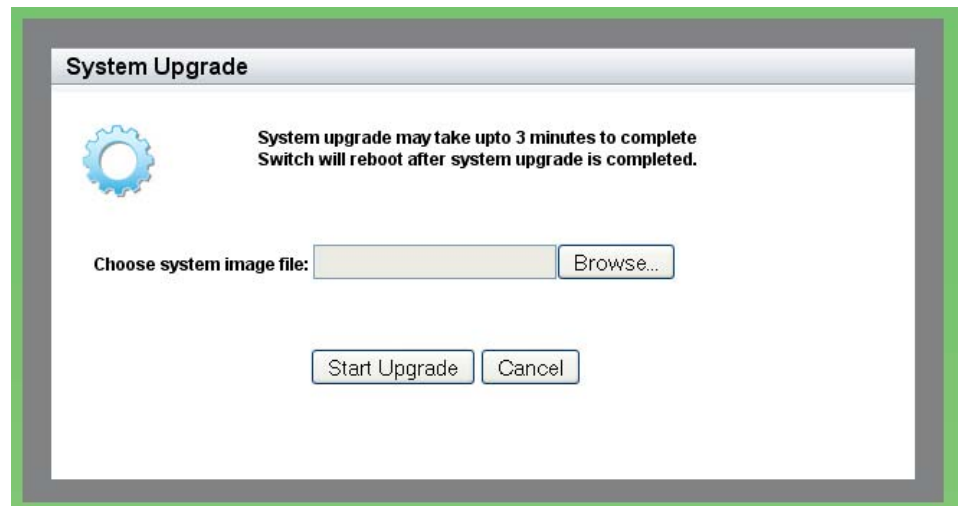 System Upgrade
System upgrade may take upto 3 minutes to complete
Switch will reboot after system upgrade is completed.
Choose system image file:
Browse...
Start Upgrade
Cancel